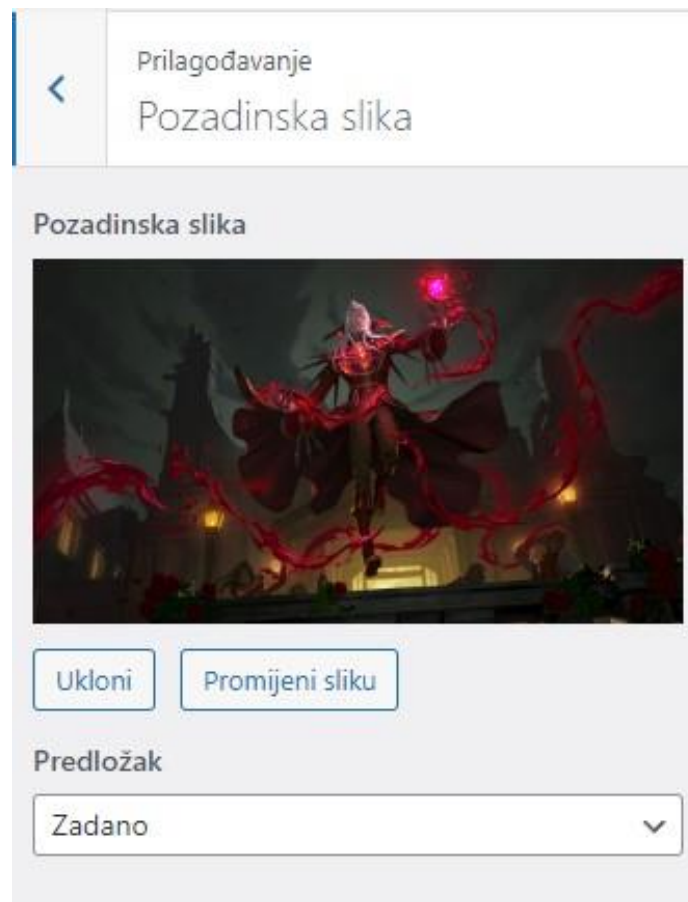 Prilagođavanje
Pozadinska slika
Pozadinska slika
Ukloni
Promijeni sliku
Predložak
Zadano